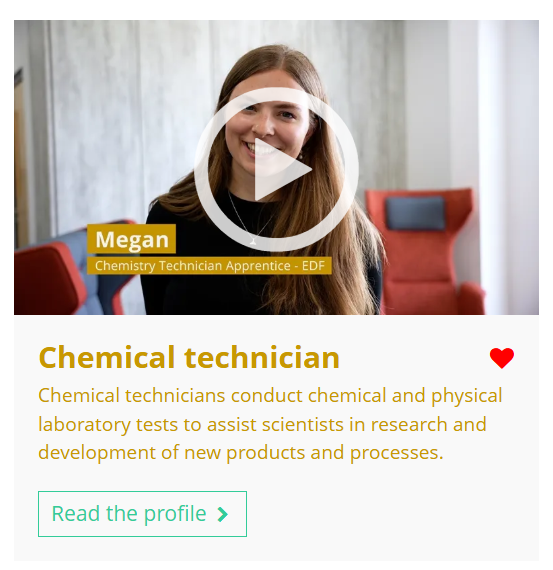 Megan
Chemistry Technician Apprentice - EDF
Chemical technician
Chemical technicians conduct chemical and physical
laboratory tests to assist scientists in research and
development of new products and processes.
Read the profile